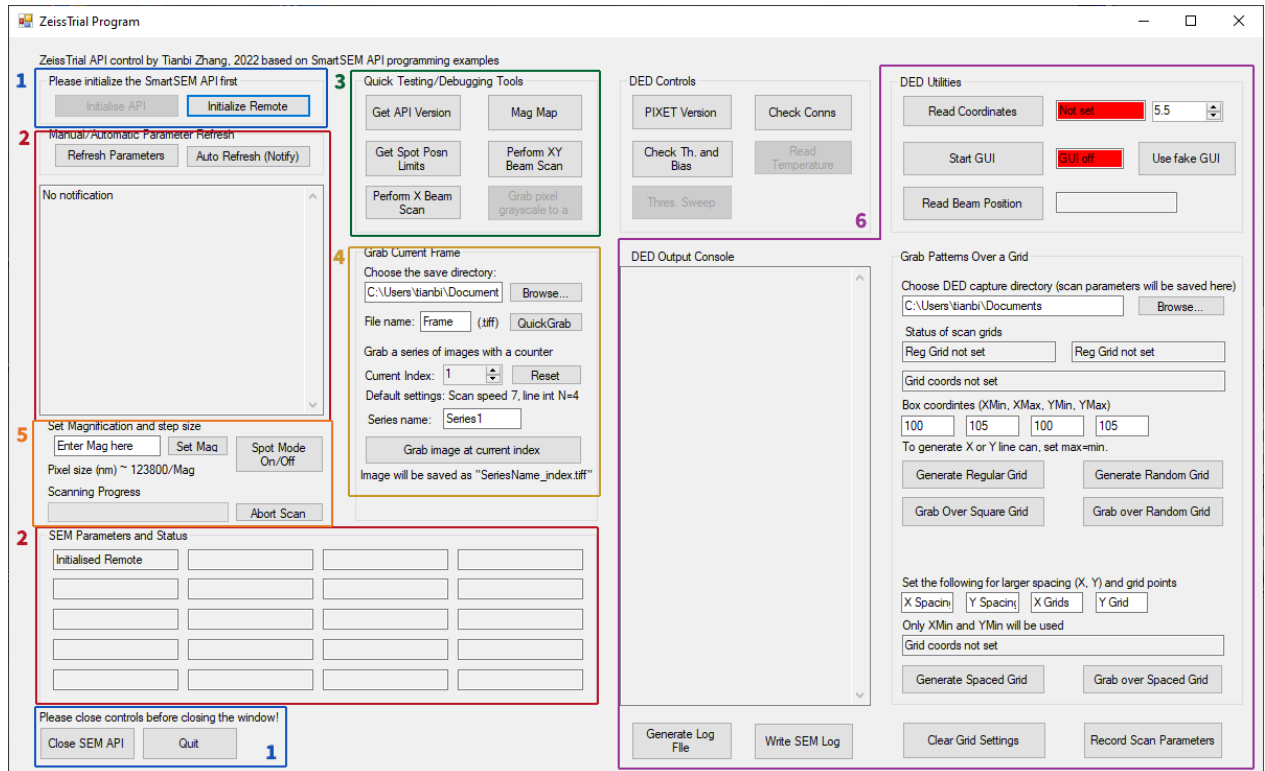 ZeissTrial Program
ZeissTrial API control by Tianbi Zhang, 2022 based on SmartSEM API programming examples
1
Please initialize the SmartSEM API first
Initialise API
Initialize Remote
2
Manual/Automatic Parameter Refresh
Refresh Parameters
Auto Refresh (Notify)
No notification
3
Quick Testing/Debugging Tools
Get API Version
Mag Map
Get Spot Posn
Limits
Perform XY
Beam Scan
Perform X Beam
Scan
Grab pixel
grayscale to a
4
Grab Current Frame
Choose the save directory:
C:\Users\tianbi\Document
Browse...
File name:
Frame
(.tiff)
QuickGrab
Grab a series of images with a counter
Current Index:
1
Reset
Default settings: Scan speed 7, line int N=4
Series name:
Series1
Grab image at current index
Image will be saved as "SeriesName_index.tiff"
5
Set Magnification and step size
Enter Mag here
Set Mag
Spot Mode
On/Off
Pixel size (nm) ~ 123800/Mag
Scanning Progress
Abort Scan
2
SEM Parameters and Status
Initialised Remote
Please close controls before closing the window!
Close SEM API
Quit
1
DED Controls
PIXET Version
Check Conns
Check Th. and
Bias
Read
Temperature
Thres. Sweep
6
DED Utilities
Read Coordinates
Not set
5.5
Start GUI
GUI off
Use fake GUI
Read Beam Position
DED Output Console
Generate Log
FIle
Write SEM Log
Grab Patterns Over a Grid
Choose DED capture directory (scan parameters will be saved here)
C:\Users\tianbi\Documents
Browse...
Status of scan grids
Reg Grid not set
Reg Grid not set
Grid coords not set
Box coordintes (XMin, XMax, YMin, YMax)
100
105
100
105
To generate X or Y line can, set max=min.
Generate Regular Grid
Generate Random Grid
Grab Over Square Grid
Grab over Random Grid
Set the following for larger spacing (X, Y) and grid points
X Spacing
Y Spacing
X Grids
Y Grid
Only XMin and YMin will be used
Grid coords not set
Generate Spaced Grid
Grab over Spaced Grid
Clear Grid Settings
Record Scan Parameters